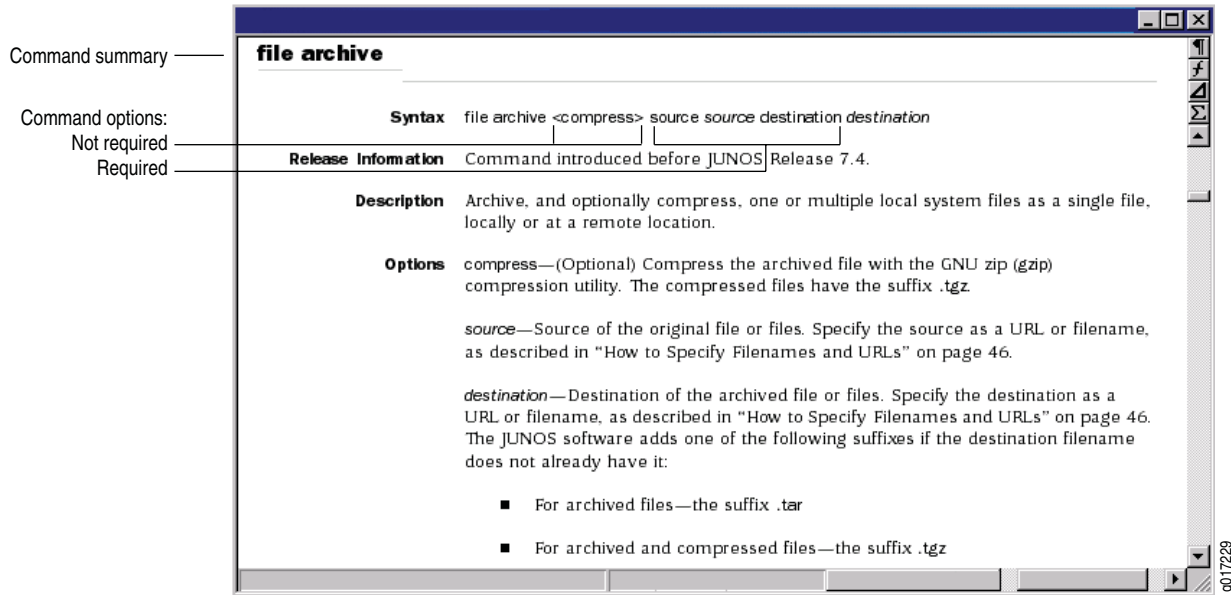 Command summary
file archive
Command options:
Not required
Required
Syntax file archive <compress> source source destination destination
Release Information Command introduced before JUNOS Release 7.4.
Description Archive, and optionally compress, one or multiple local system files as a single file,
locally or at a remote location.
Options compress—(Optional) Compress the archived file with the GNU zip (gzip)
compression utility. The compressed files have the suffix .tgz.
source—Source of the original file or files. Specify the source as a URL or filename,
as described in “How to Specify Filenames and URLs” on page 46.
destination—Destination of the archived file or files. Specify the destination as a
URL or filename, as described in “How to Specify Filenames and URLs” on page 46.
The JUNOS software adds one of the following suffixes if the destination filename
does not already have it:
■ For archived files—the suffix .tar
■ For archived and compressed files—the suffix .tgz
g017229